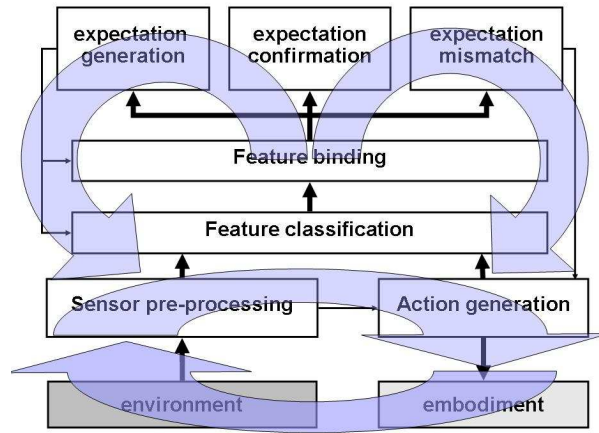 expectation
generation
expectation
confirmation
expectation
mismatch
Feature binding
Feature classification
Sensor pre-processing
Action generation
environment
embodiment